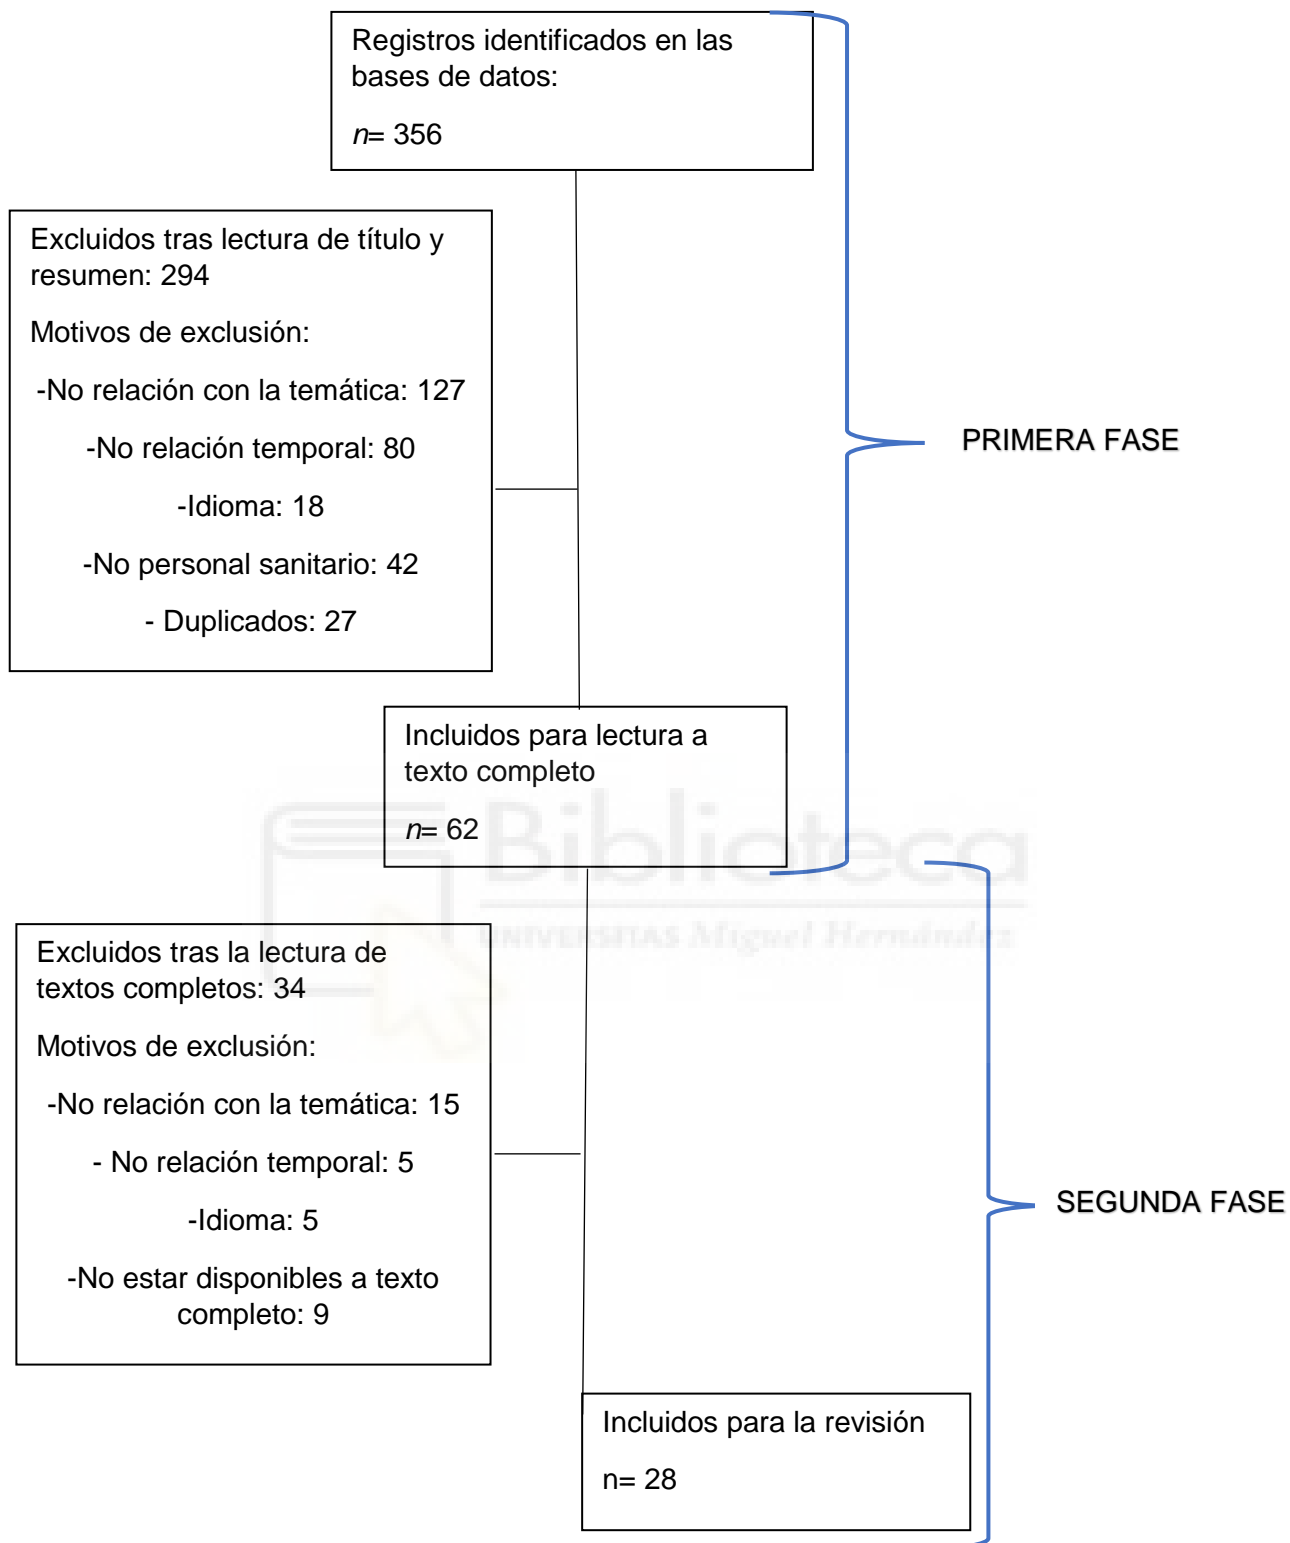 Registros identificados en las
bases de datos:
n= 356
Excluidos tras lectura de título y
resumen: 294
Motivos de exclusión:
-No relación con la temática: 127
-No relación temporal: 80
-Idioma: 18
-No personal sanitario: 42
- Duplicados: 27
PRIMERA FASE
Incluidos para lectura a
texto completo
n= 62
Biblioteca
UNIVERSITAS Miguel Hernández
Excluidos tras la lectura de
textos completos: 34
Motivos de exclusión:
-No relación con la temática: 15
- No relación temporal: 5
-Idioma: 5
-No estar disponibles a texto
completo: 9
SEGUNDA FASE
Incluidos para la revisión
n= 28